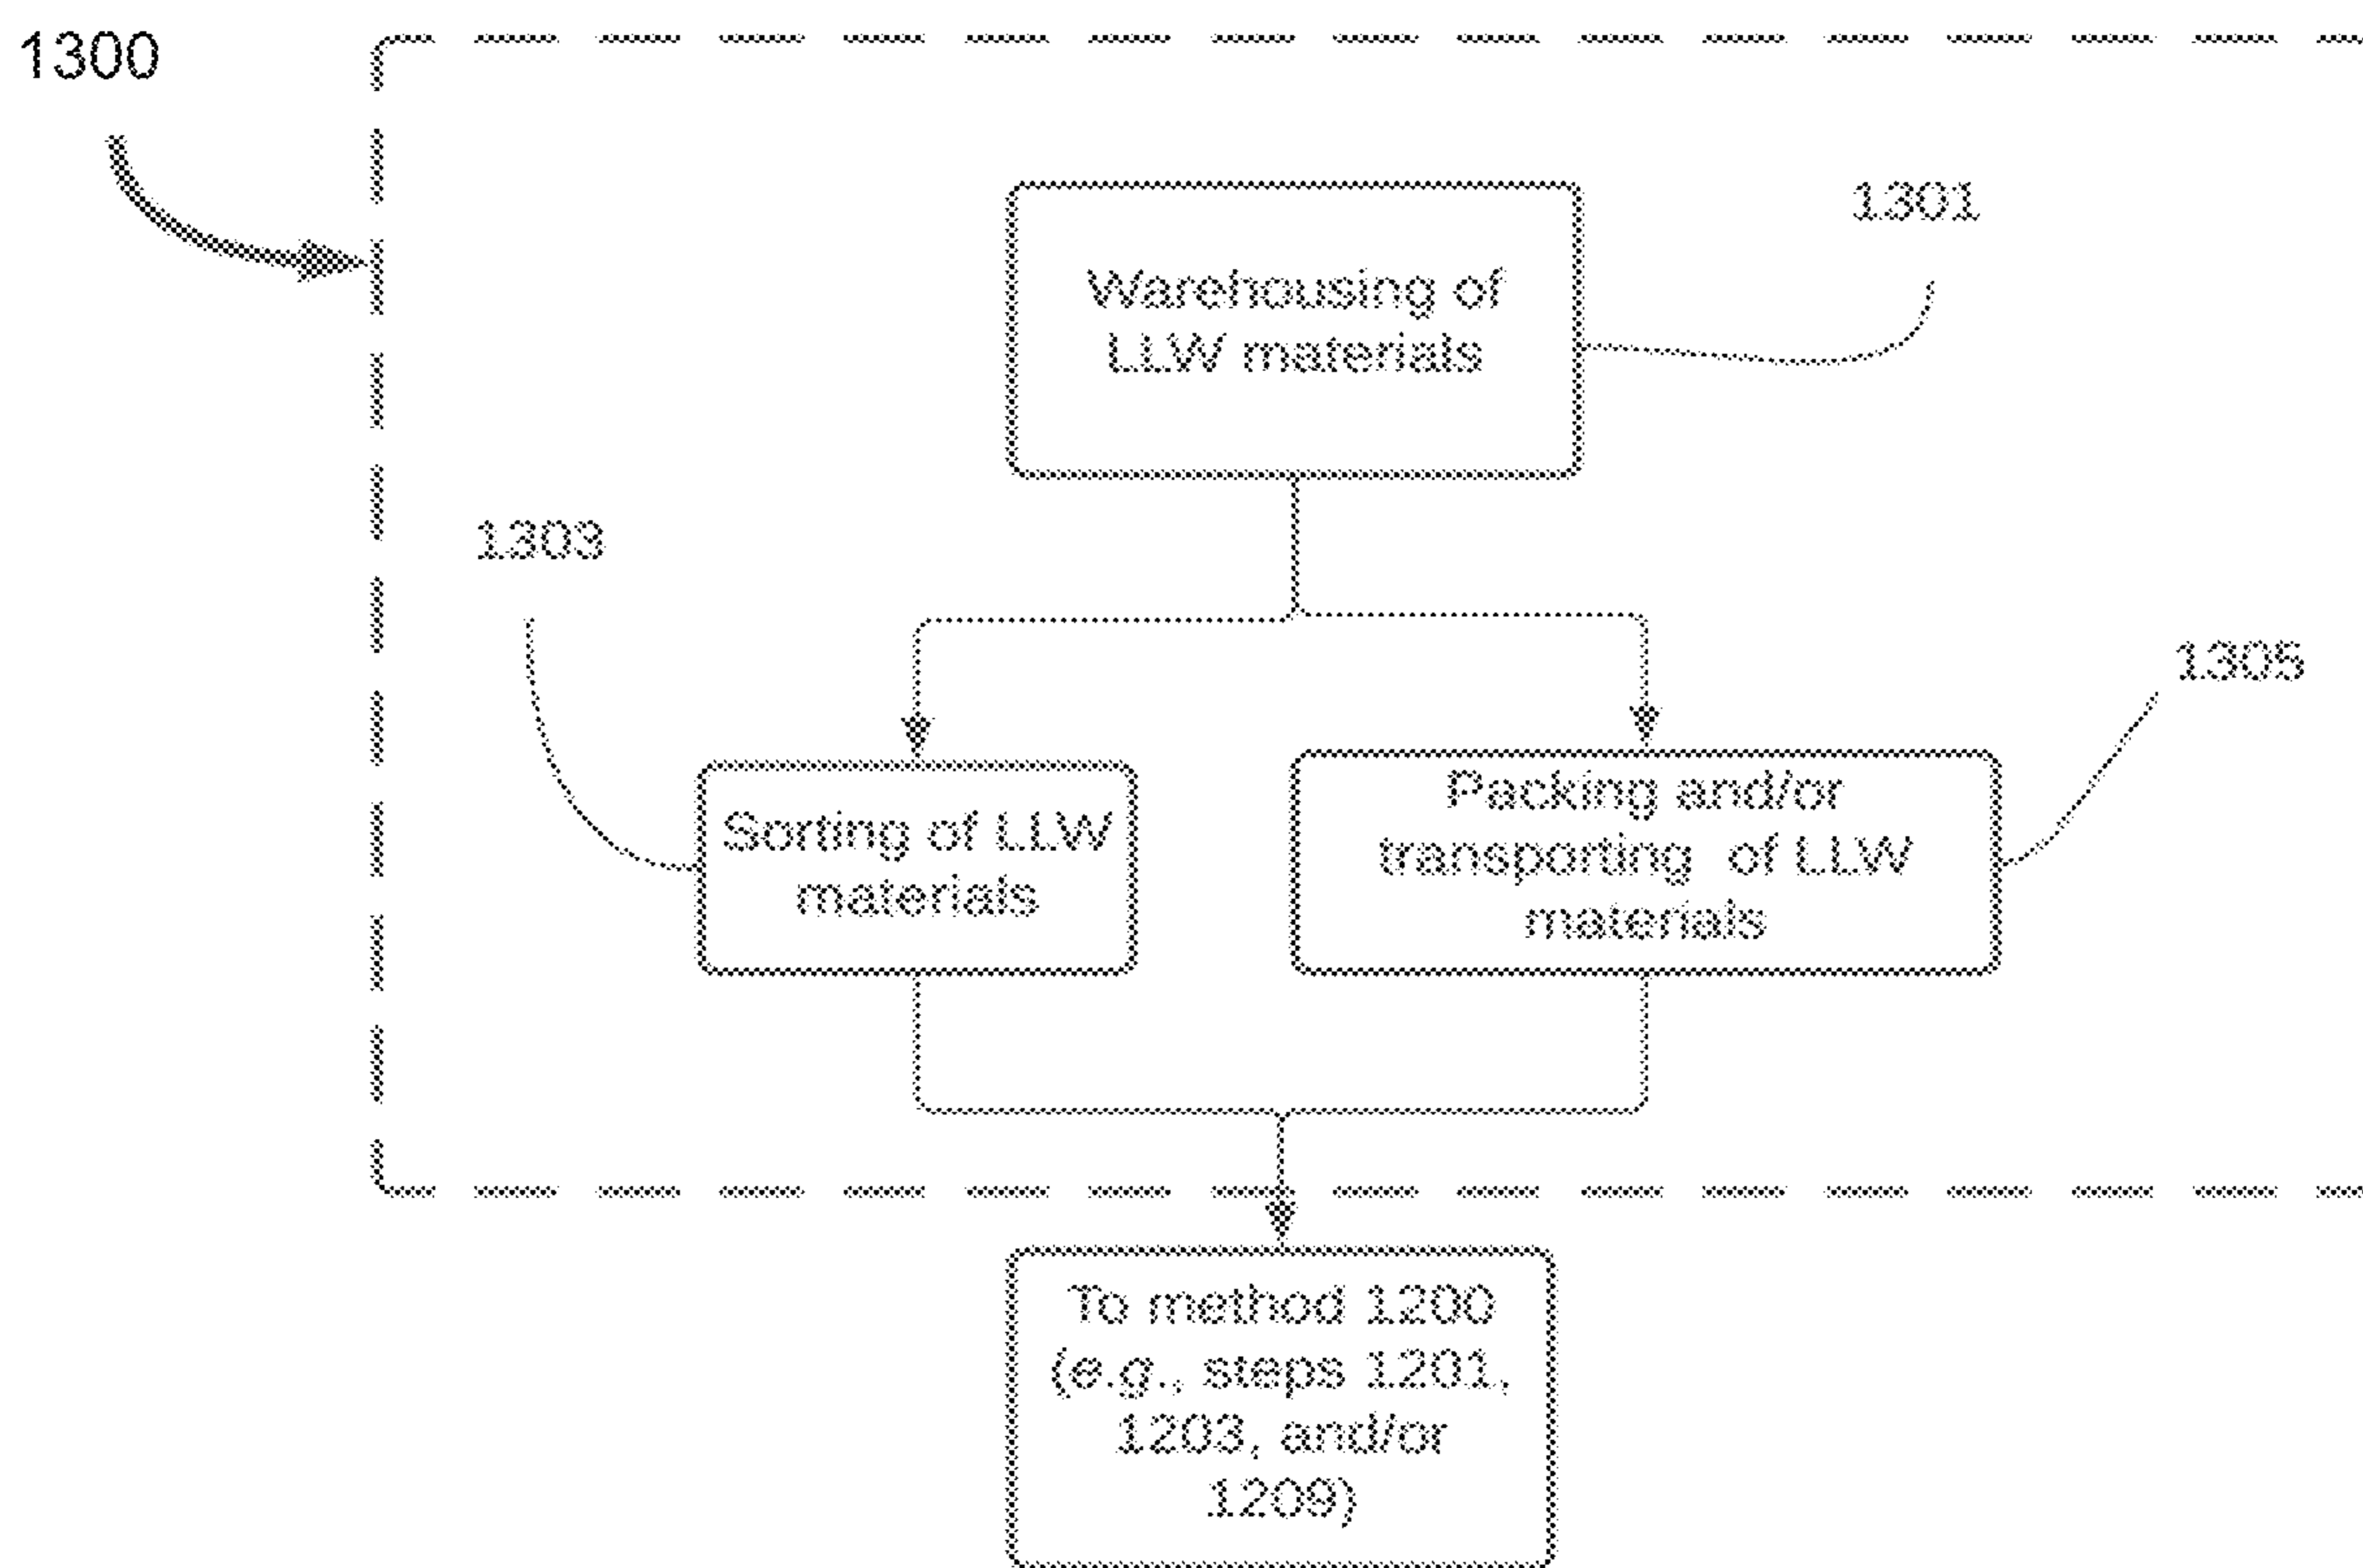 1300
1301
Warehousing of
LLW materials
1303
1305
Sorting of LLW
materials
Packing and/or
transporting of LLW
materials
To method 1200
(e.g., steps 1201,
1203, and/or
1209)